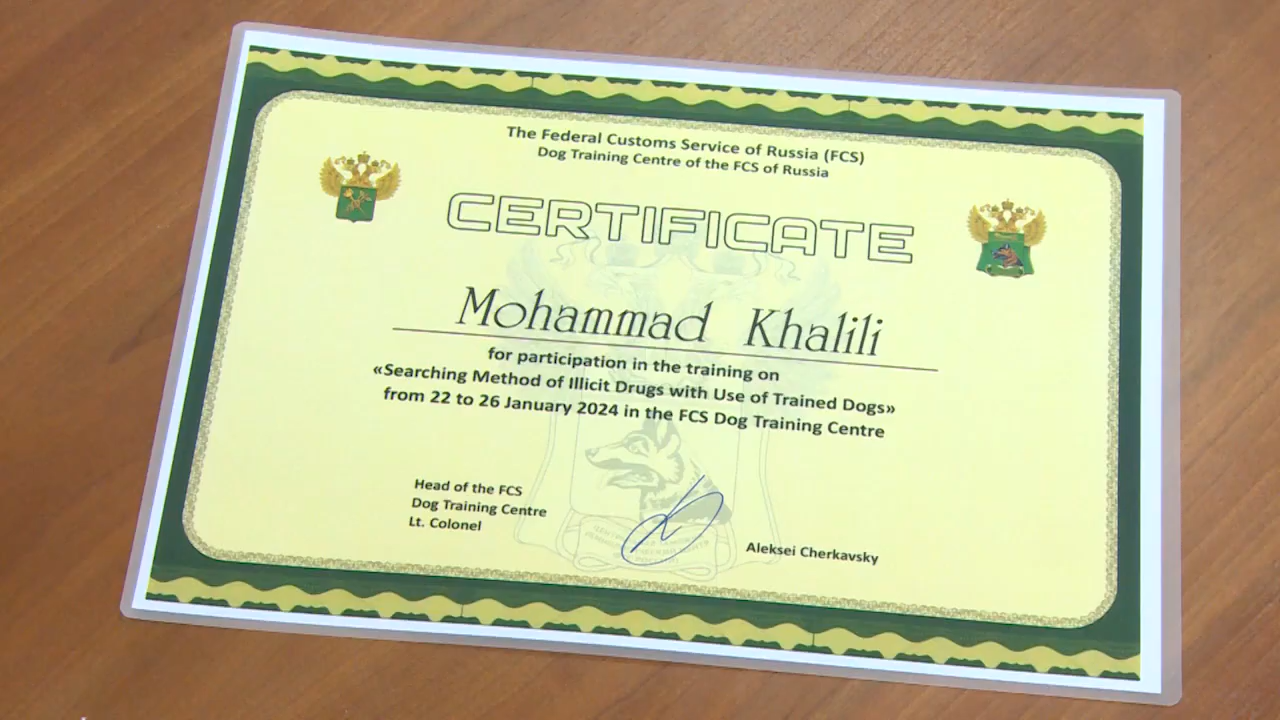 The Federal Customs Service of Russia (FCS)
Dog Training Centre of the FCS of Russia
CERTIFICATE
Mohammad Khalili
for participation in the training on
«Searching Method of Illicit Drugs with Use of Trained Dogs»
from 22 to 26 January 2024 in the FCS Dog Training Centre
Head of the FCS
Dog Training Centre
Lt. Colonel
Aleksei Cherkavsky